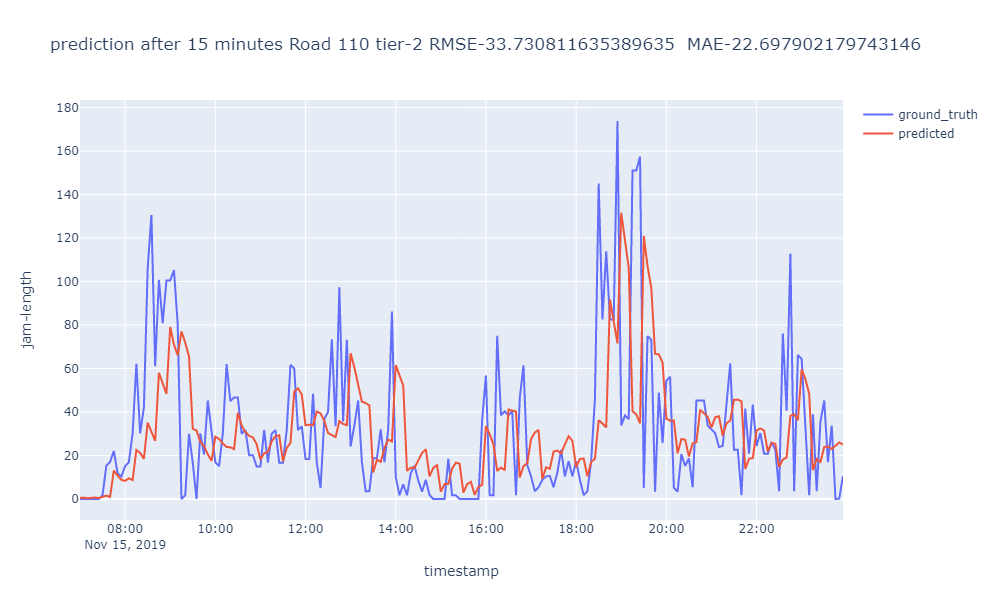 prediction after 15 minutes Road 110 tier-2 RMSE-33.730811635389635  MAE-22.697902179743146
ground_truth
predicted
180
160
140
120
100
80
60
40
20
0
jam-length
08:00 10:00 12:00 14:00 16:00 18:00 20:00 22:00
Nov 15, 2019
timestamp